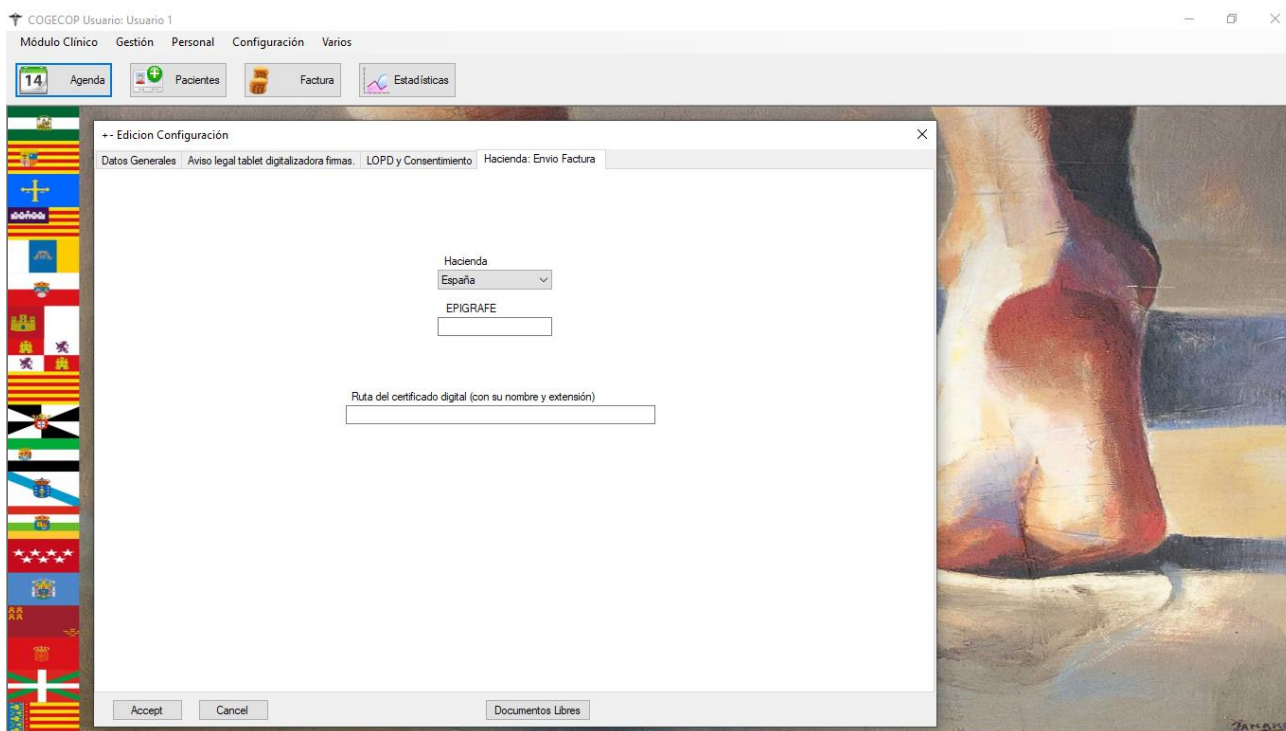 COGECOP Usuario: Usuario 1
Módulo Clínico Gestión Personal Configuración Varios
14 Agenda Pacientes Factura Estadísticas
+- Edicion Configuración
Datos Generales Aviso legal tablet digitalizadora firmas. LOPD y Consentimiento Hacienda: Envio Factura
Hacienda
España
EPIGRAFE
Ruta del certificado digital (con su nombre y extensión)
Accept Cancel Documentos Libres